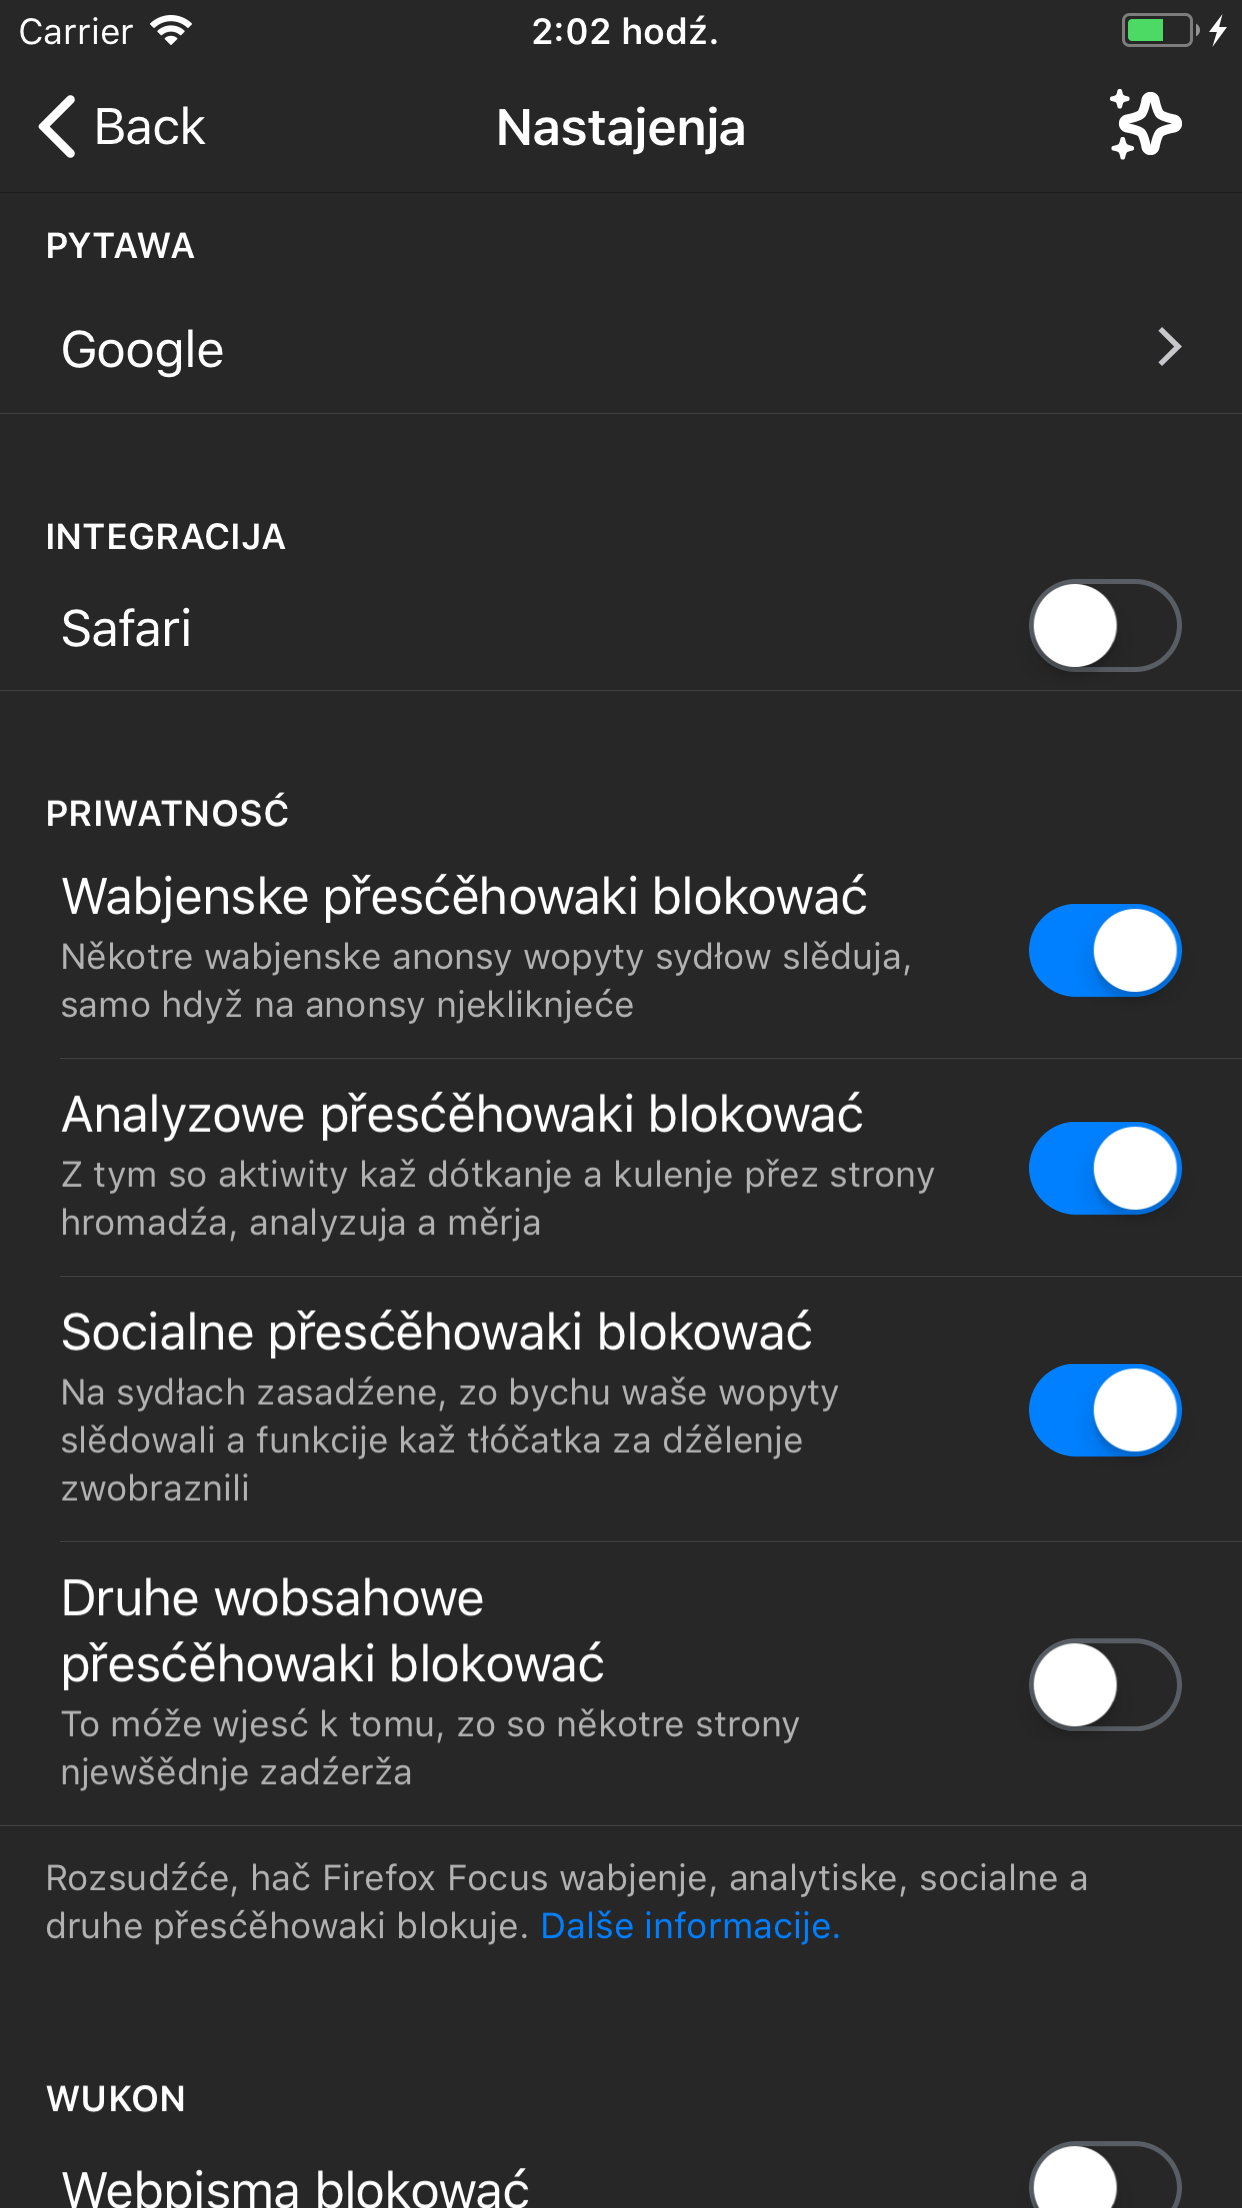 Carrier
2:02 hodź.
Back
Nastajenja
PYTAWA
Google
INTEGRACIJA
Safari
PRIWATNOSĆ
Wabjenske přesćěhowaki blokować
Někotre wabjenske anonsy wopyty sydłow slěduja,
samo hdyž na anonsy njekliknjeće
Analyzowe přesćěhowaki blokować
Z tym so aktiwity kaž dótkanje a kulenje přez strony
hromadźa, analyzuja a měrja
Socialne přesćěhowaki blokować
Na sydłach zasadźene, zo bychu waše wopyty
slědowali a funkcije kaž tłóčatka za dźělenje
zwobraznili
Druhe wobsahowe
přesćěhowaki blokować
To móže wjesć k tomu, zo so někotre strony
njewšědnje zadźerža
Rozsudźće, hač Firefox Focus wabjenje, analytiske, socialne a
druhe přesćěhowaki blokuje. Dalše informacije.
WUKON
Webpisma blokować